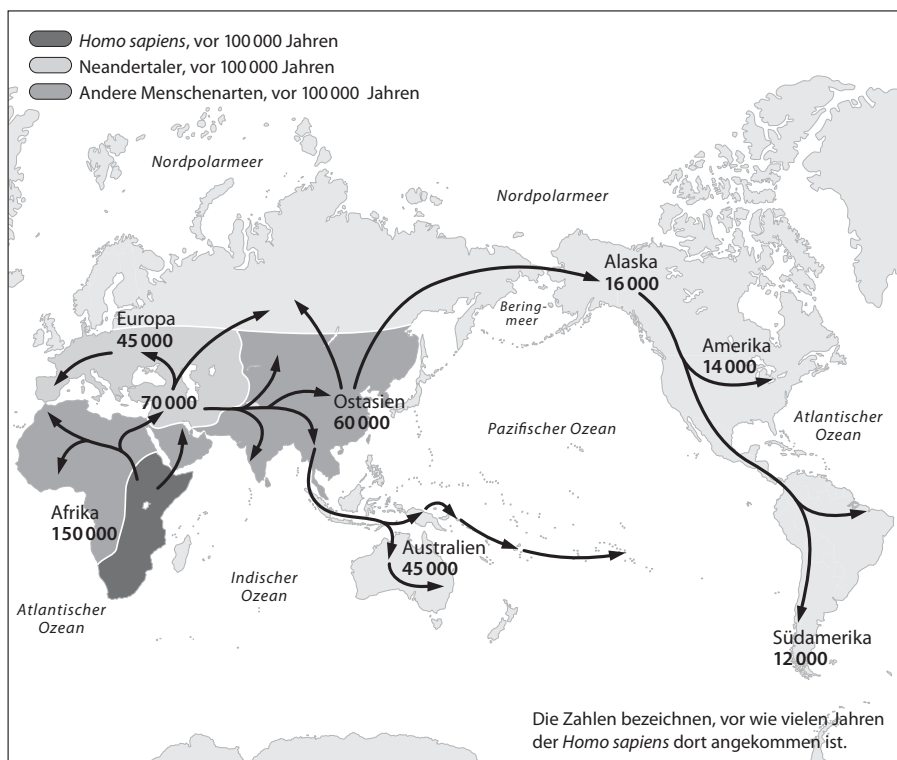 Homo sapiens, vor 100 000 Jahren
Neandertaler, vor 100 000 Jahren
Andere Menschenarten, vor 100 000 Jahren
Nordpolarmeer
Nordpolarmeer
Alaska
16 000
Bering-
meer
Europa
45 000
Amerika
14 000
70 000
Ostasien
60 000
Atlantischer
Ozean
Pazifischer Ozean
Afrika
150 000
Australien
45 000
Indischer
Ozean
Atlantischer
Ozean
Südamerika
12 000
Die Zahlen bezeichnen, vor wie vielen Jahren
der Homo sapiens dort angekommen ist.